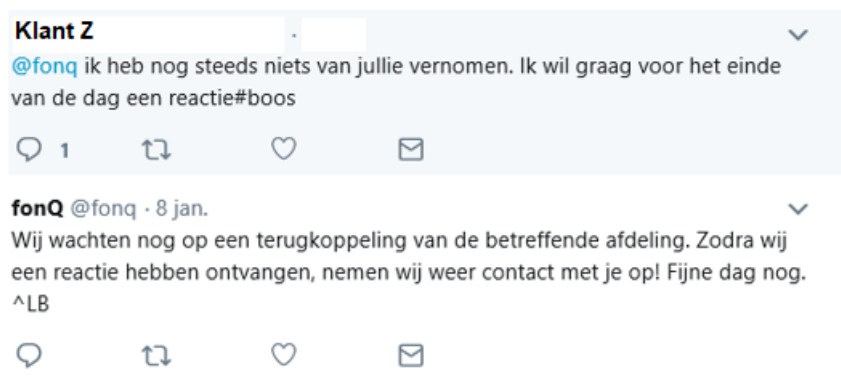 Klant Z ·
@fonq ik heb nog steeds niets van jullie vernomen. Ik wil graag voor het einde
van de dag een reactie#boos
1
fonQ @fonq · 8 jan.
Wij wachten nog op een terugkoppeling van de betreffende afdeling. Zodra wij
een reactie hebben ontvangen, nemen wij weer contact met je op! Fijne dag nog.
^LB